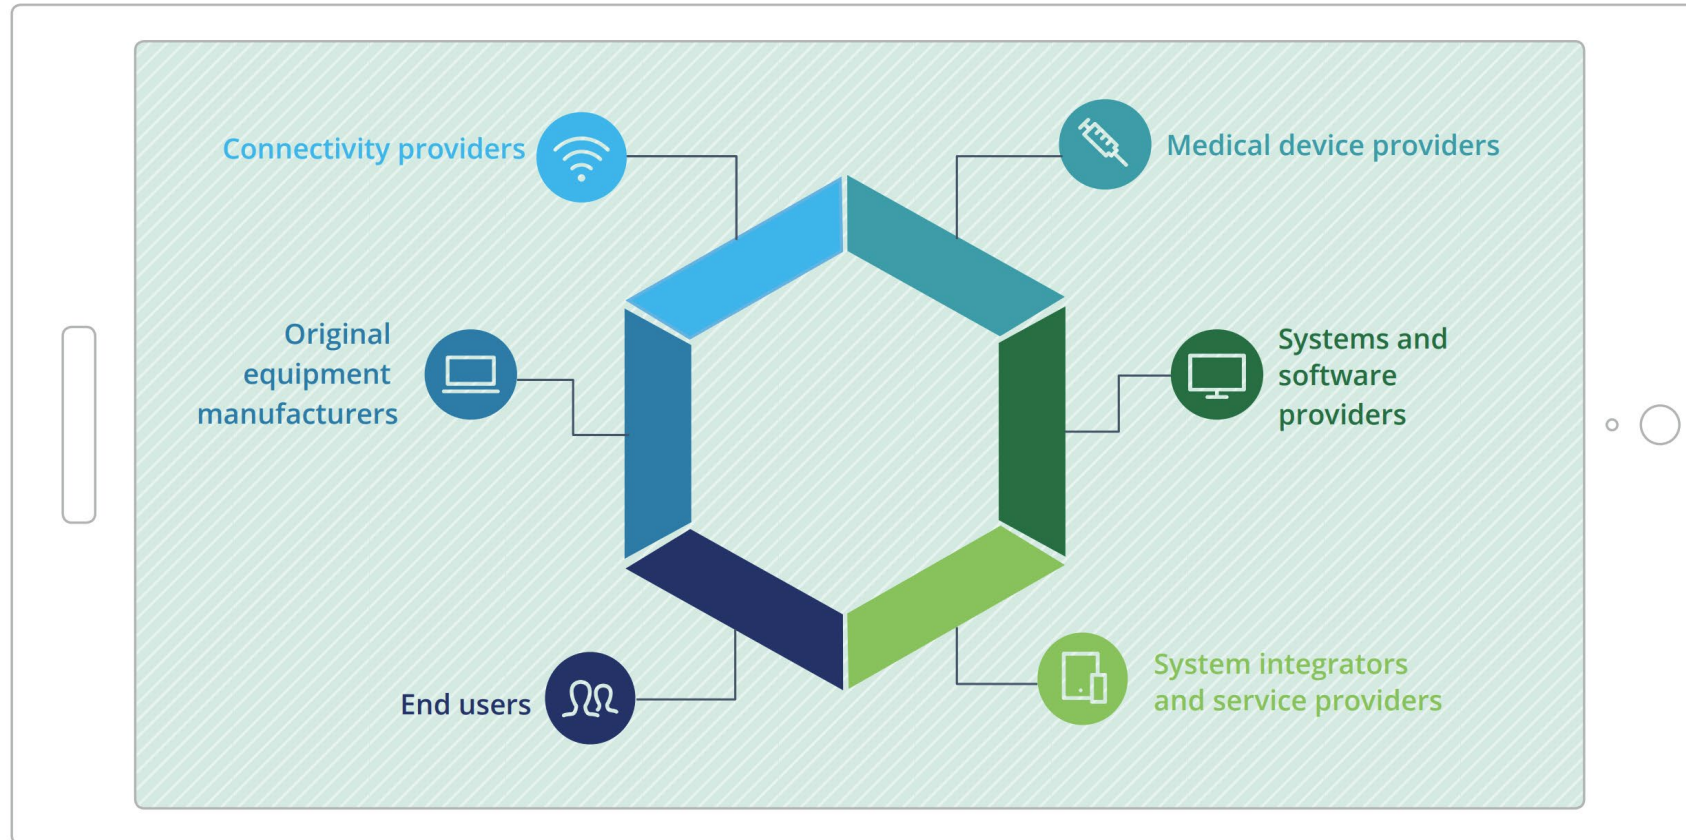 Connectivity providers
Medical device providers
Original
equipment
manufacturers
Systems and
software
providers
End users
System integrators
and service providers